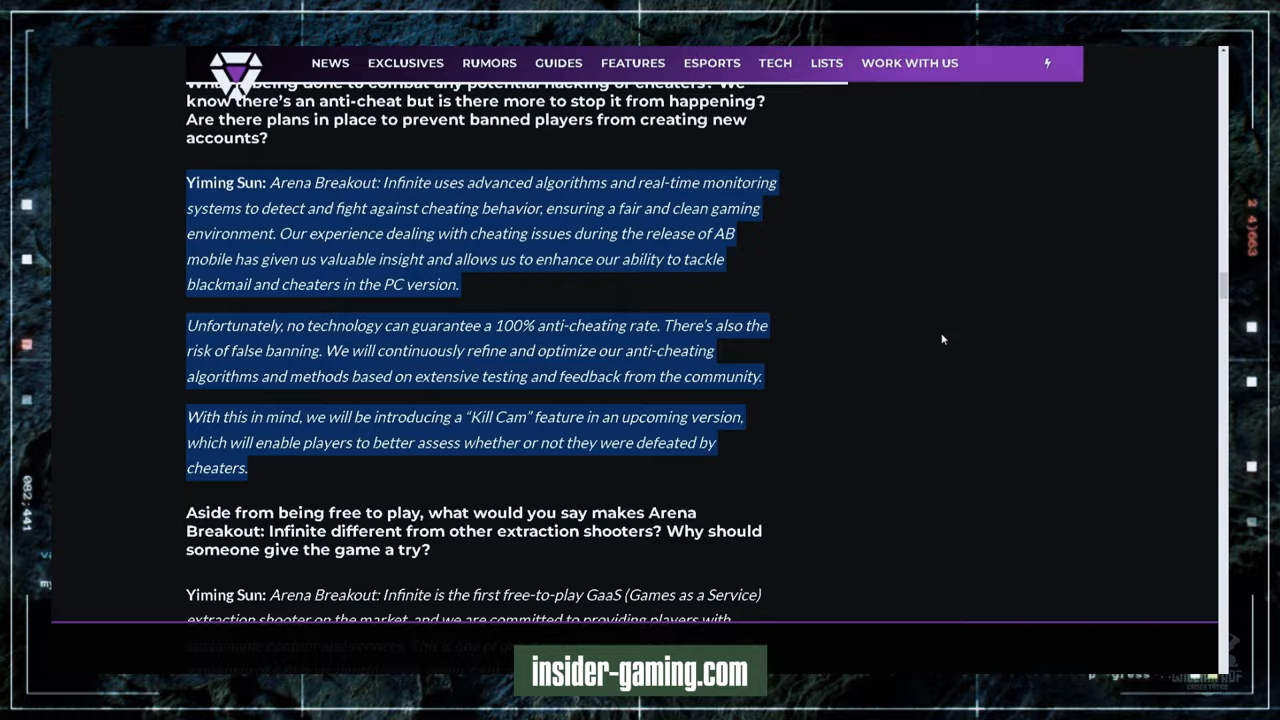 NEWS EXCLUSIVES RUMORS GUIDES FEATURES ESPORTS TECH LISTS WORK WITH US
What's being done to combat any potential hacking or cheaters? We
know there's an anti-cheat but is there more to stop it from happening?
Are there plans in place to prevent banned players from creating new
accounts?
Yiming Sun: Arena Breakout: Infinite uses advanced algorithms and real-time monitoring
systems to detect and fight against cheating behavior, ensuring a fair and clean gaming
environment. Our experience dealing with cheating issues during the release of AB
mobile has given us valuable insight and allows us to enhance our ability to tackle
blackmail and cheaters in the PC version.
Unfortunately, no technology can guarantee a 100% anti-cheating rate. There's also the
risk of false banning. We will continuously refine and optimize our anti-cheating
algorithms and methods based on extensive testing and feedback from the community.
With this in mind, we will be introducing a “Kill Cam” feature in an upcoming version,
which will enable players to better assess whether or not they were defeated by
cheaters.
Aside from being free to play, what would you say makes Arena
Breakout: Infinite different from other extraction shooters? Why should
someone give the game a try?
Yiming Sun: Arena Breakout: Infinite is the first free-to-play GaaS (Games as a Service)
extraction shooter on the market, and we are committed to providing players with
sustainable content and services. This is one of
insider-gaming.com
082,441
2 4)663